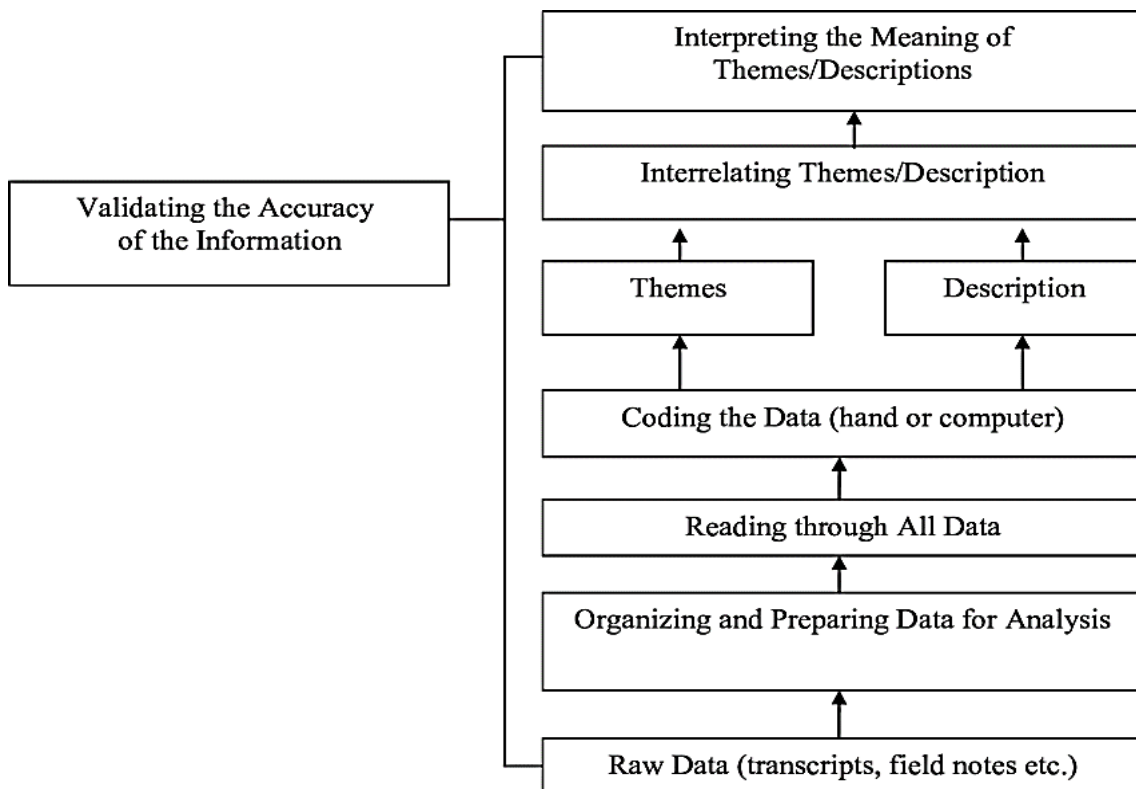 Interpreting the Meaning of
Themes/Descriptions
Interrelating Themes/Description
Validating the Accuracy
of the Information
Themes
Description
Coding the Data (hand or computer)
Reading through All Data
Organizing and Preparing Data for Analysis
Raw Data (transcripts, field notes etc.)